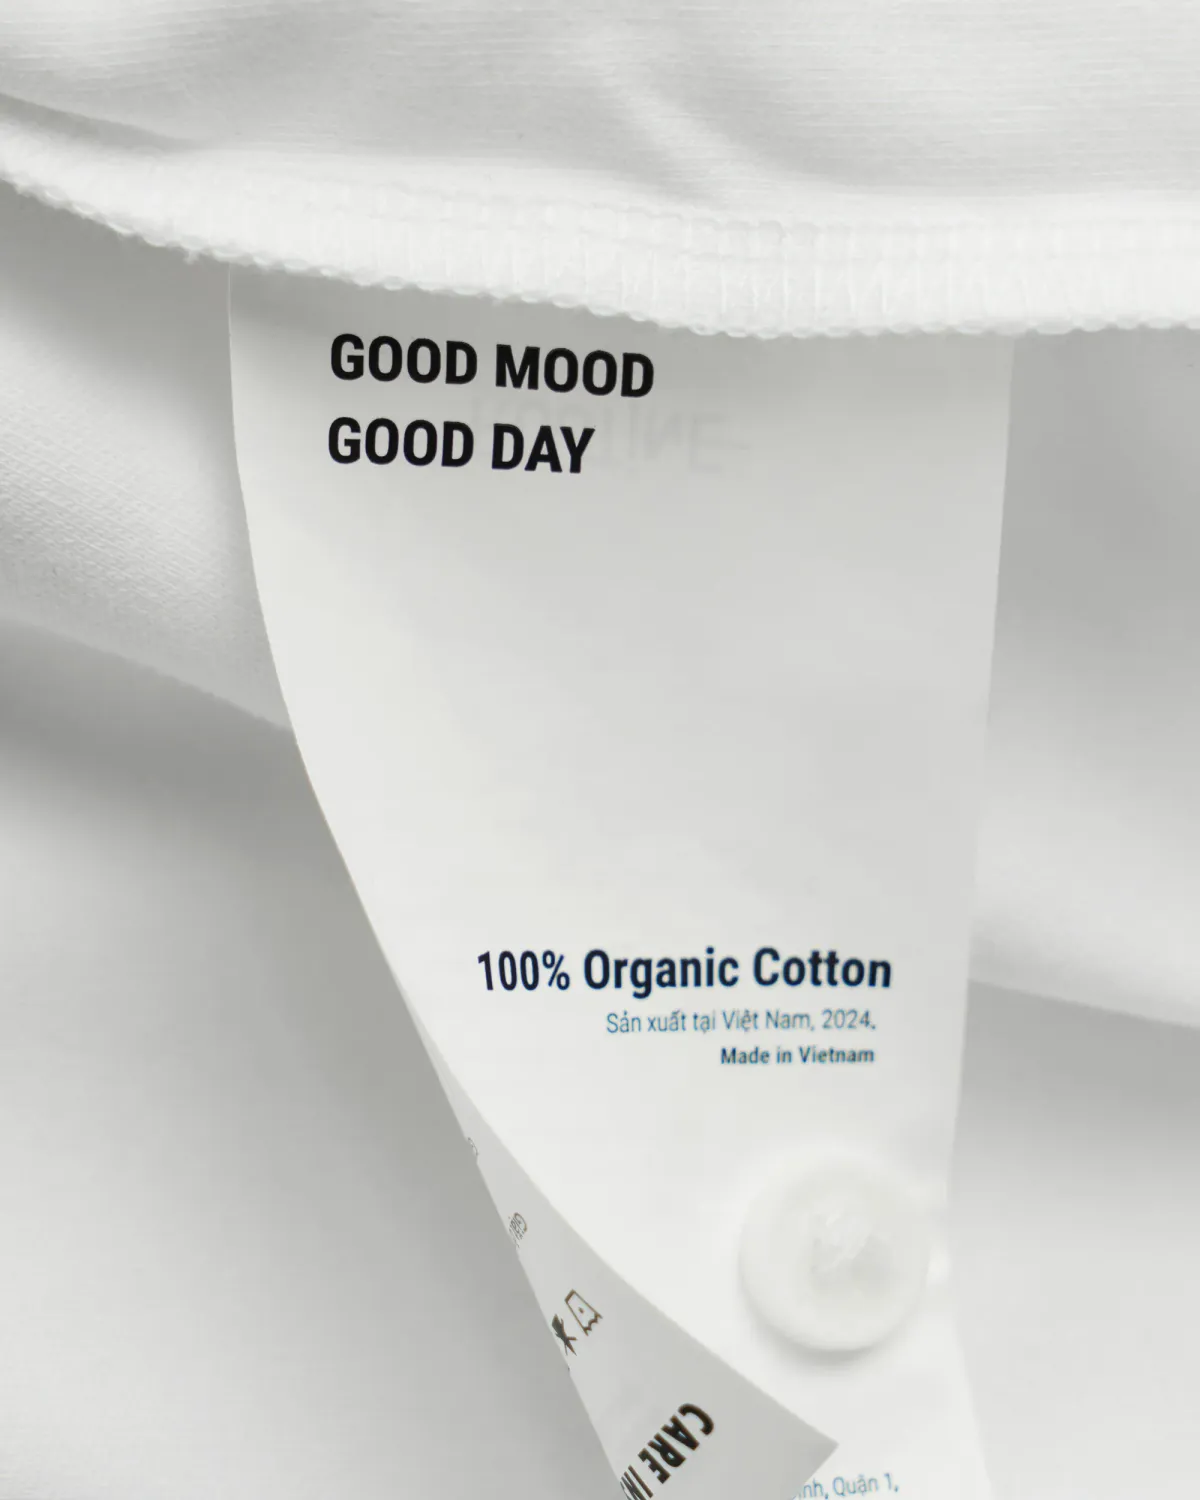 GOOD MOOD
GOOD DAY
100% Organic Cotton
Sản xuất tại Việt Nam, 2024.
Made in Vietnam
CARE
Quận 1,